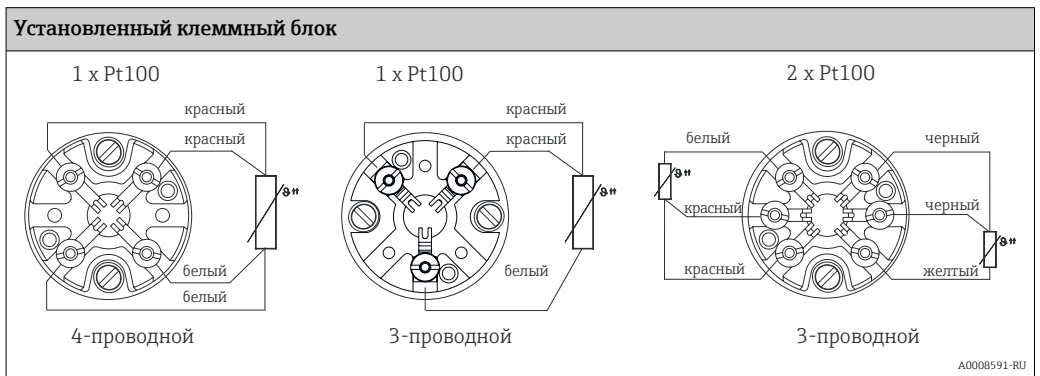 Установленный клеммный блок
1 x Pt100
1 x Pt100
2 x Pt100
красный
красный
белый
белый
4-проводной
красный
красный
белый
3-проводной
белый
красный
красный
черный
черный
желтый
3-проводной
A0008591-RU